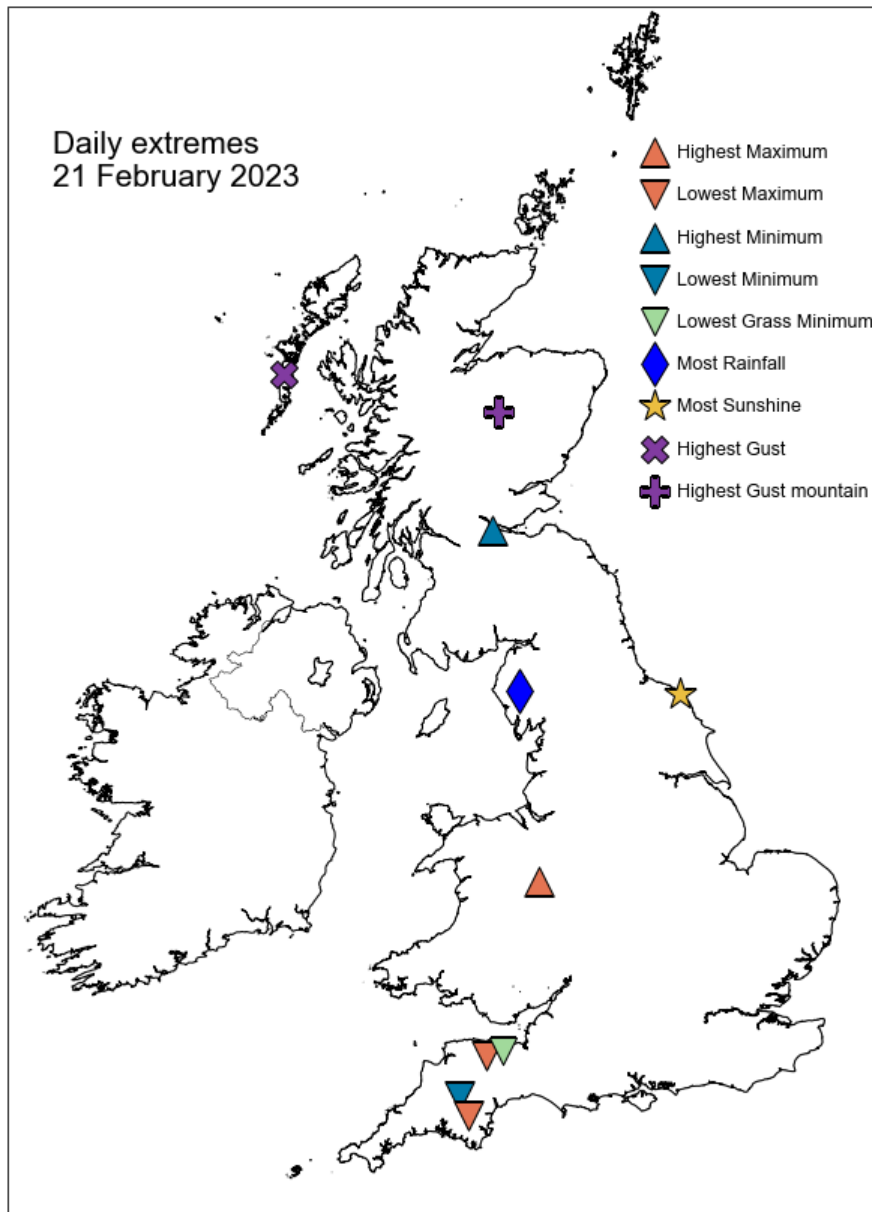 Daily extremes
21 February 2023
Highest Maximum
Lowest Maximum
Highest Minimum
Lowest Minimum
Lowest Grass Minimum
Most Rainfall
Most Sunshine
Highest Gust
Highest Gust mountain